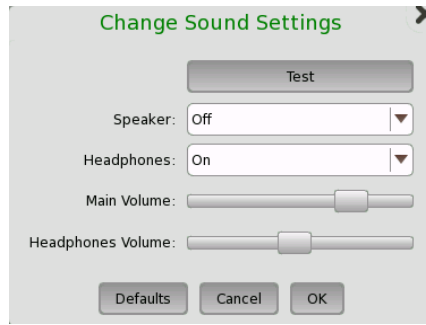 Change Sound Settings
Test
Speaker: Off
Headphones: On
Main Volume:
Headphones Volume:
Defaults Cancel OK